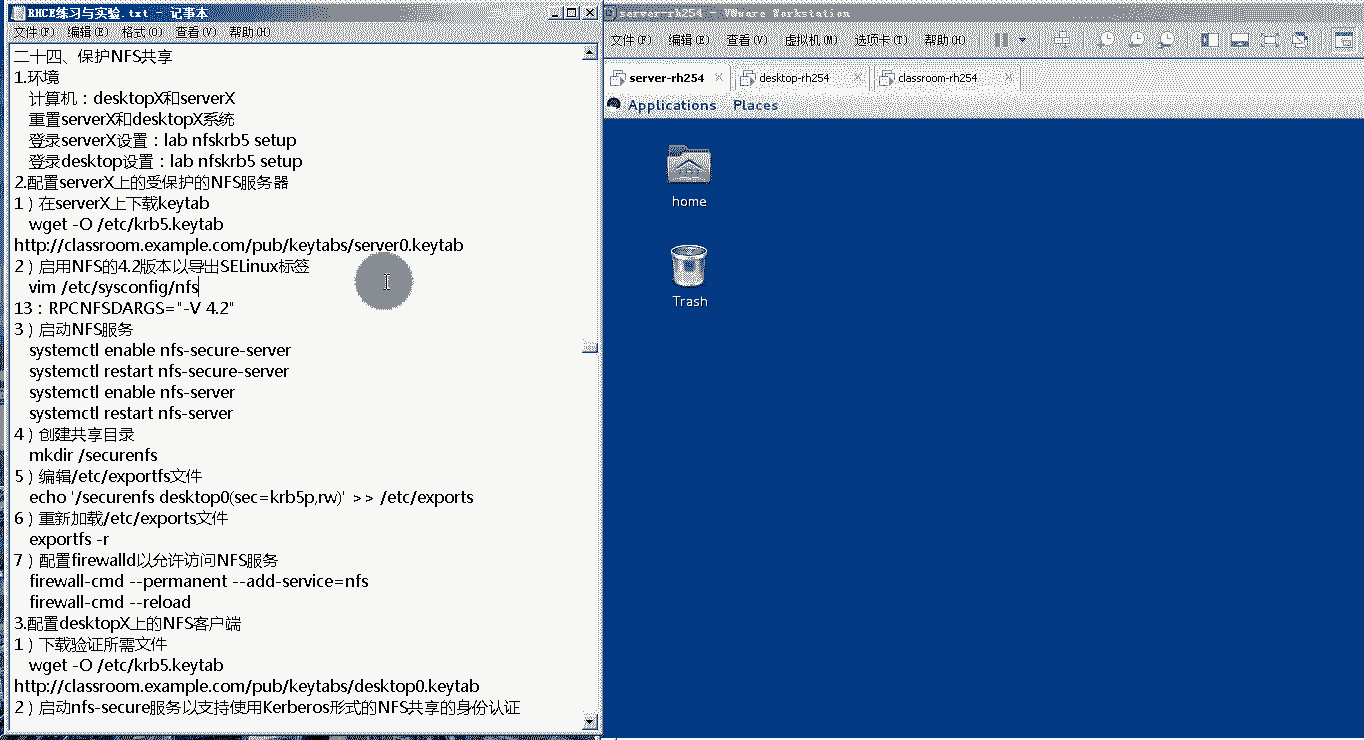 RHCE练习与实验.txt - 记事本
文件(F) 编辑(E) 格式(O) 查看(V) 帮助(H)
二十四、保护NFS共享
1.环境
计算机：desktopX和serverX
重置serverX和desktopX系统
登录serverX设置：lab nfskrb5 setup
登录desktop设置：lab nfskrb5 setup
2.配置serverX上的受保护的NFS服务器
1）在serverX上下载keytab
wget -O /etc/krb5.keytab
http://classroom.example.com/pub/keytabs/server0.keytab
2）启用NFS的4.2版本以导出SELinux标签
vim /etc/sysconfig/nfs
13：RPCNFSDARGS="-V 4.2"
3）启动NFS服务
systemctl enable nfs-secure-server
systemctl restart nfs-secure-server
systemctl enable nfs-server
systemctl restart nfs-server
4）创建共享目录
mkdir /securenfs
5）编辑/etc/exportfs文件
echo '/securenfs desktop0(sec=krb5p,rw)' >> /etc/exports
6）重新加载/etc/exports文件
exportfs -r
7）配置firewalld以允许访问NFS服务
firewall-cmd --permanent --add-service=nfs
firewall-cmd --reload
3.配置desktopX上的NFS客户端
1）下载验证所需文件
wget -O /etc/krb5.keytab
http://classroom.example.com/pub/keytabs/desktop0.keytab
2）启动nfs-secure服务以支持使用Kerberos形式的NFS共享的身份认证
server-rh254 - VMware Workstation
文件(F) 编辑(E) 查看(V) 虚拟机(M) 选项卡(T) 帮助(H)
server-rh254 desktop-rh254 classroom-rh254
Applications Places
home
Trash